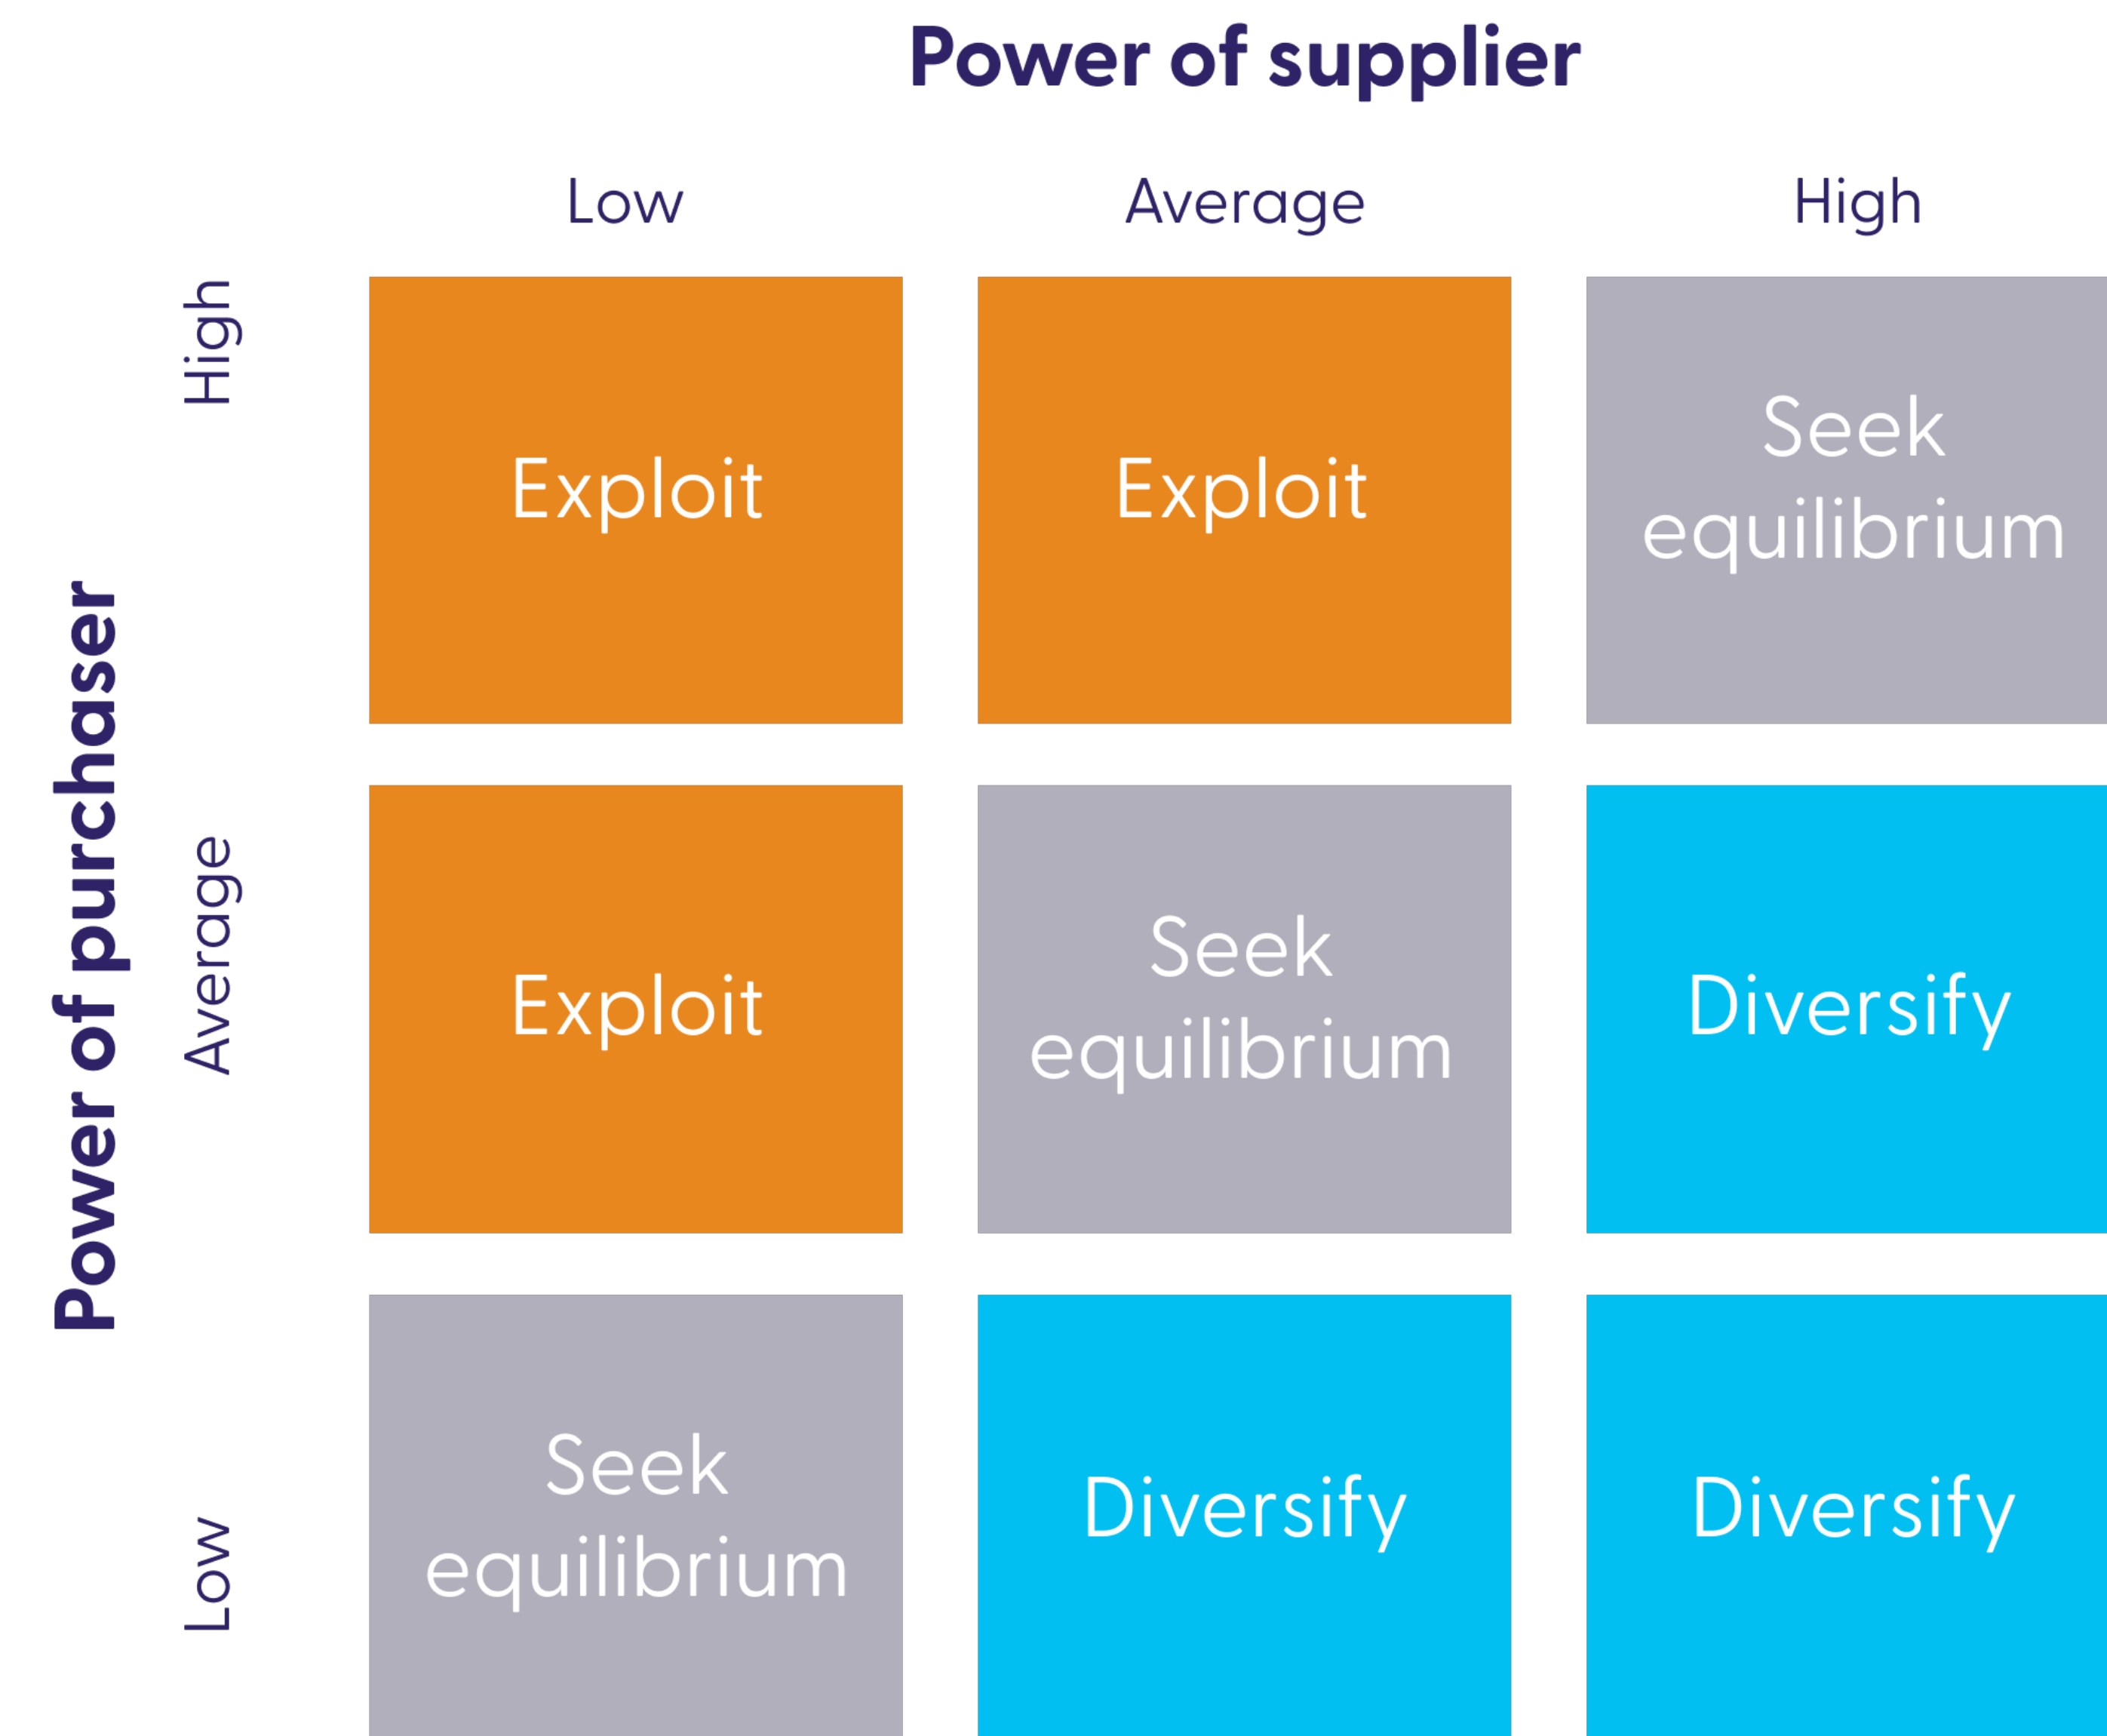 Power of supplier
Low Average High
Power of purchaser
High
Exploit Exploit Seek
equilibrium
Average
Exploit Seek
equilibrium Diversify
Low
Seek
equilibrium Diversify Diversify